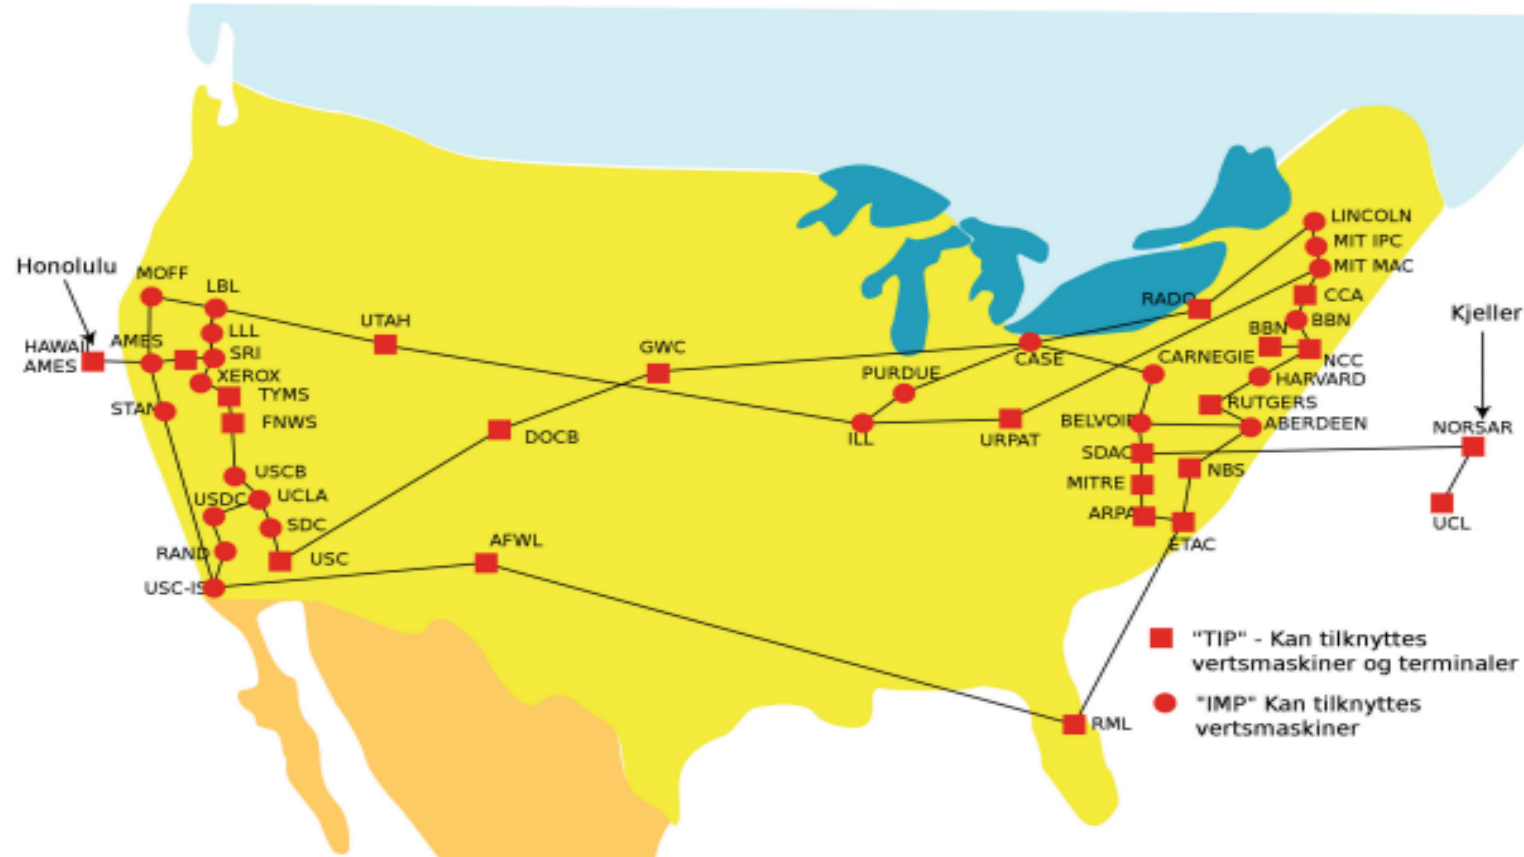 LINCOLN
MIT IPC
Honolulu
MOFF
MIT MAC
LBL
CCA
RADO
Kjeller
UTAH
BBN
LLL
BBN
HAWAII
AMES
AMES
SRI
GWC
CASE
CARNEGIE
NCC
XEROX
PURDUE
HARVARD
TYMS
RUTGERS
STAN
FNWS
DOCB
ILL
URPAT
BELVOIR
ABERDEEN
NORSAR
SDAC
USCB
NBS
MITRE
USDC
UCLA
ARPA
UCL
SDC
AFWL
ETAC
RAND
USC
USC-IS
"TIP" - Kan tilknyttes
vertsmaskiner og terminaler
"IMP" Kan tilknyttes
vertsmaskiner
RML